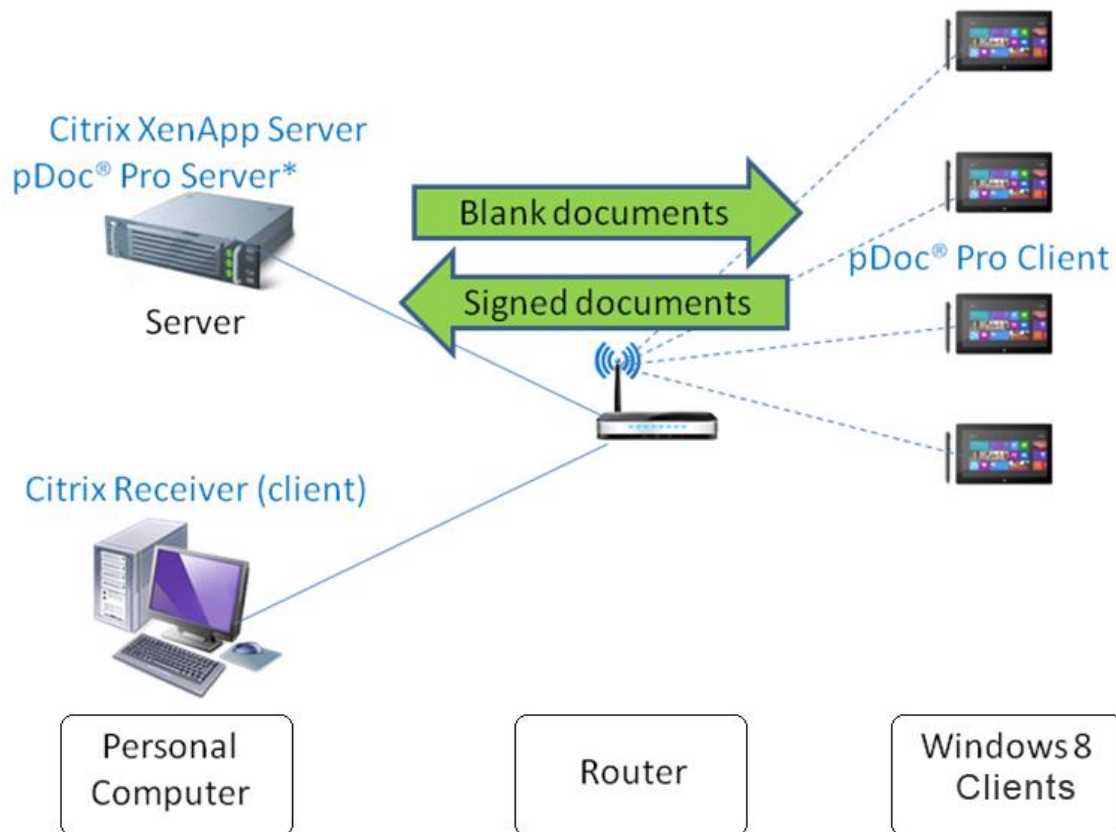 Citrix XenApp Server
pDoc® Pro Server*
Blank documents
pDoc® Pro Client
Signed documents
Server
Citrix Receiver (client)
Personal
Computer
Router
Windows 8
Clients